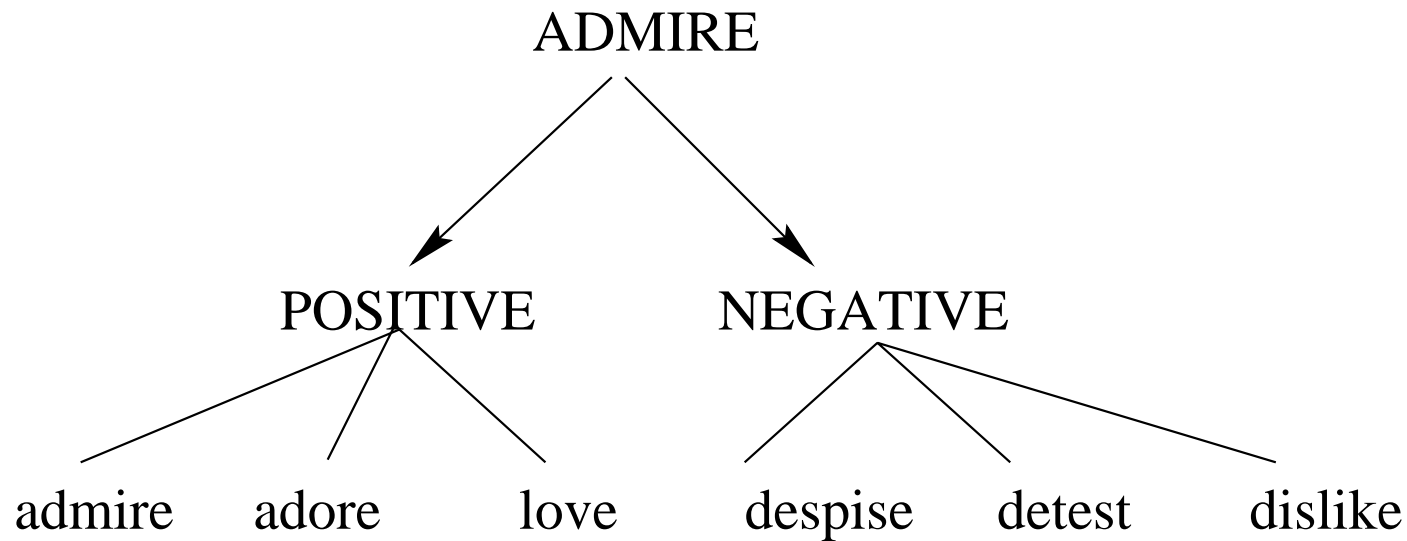 ADMIRE
POSITIVE NEGATIVE
admire adore love despise detest dislike